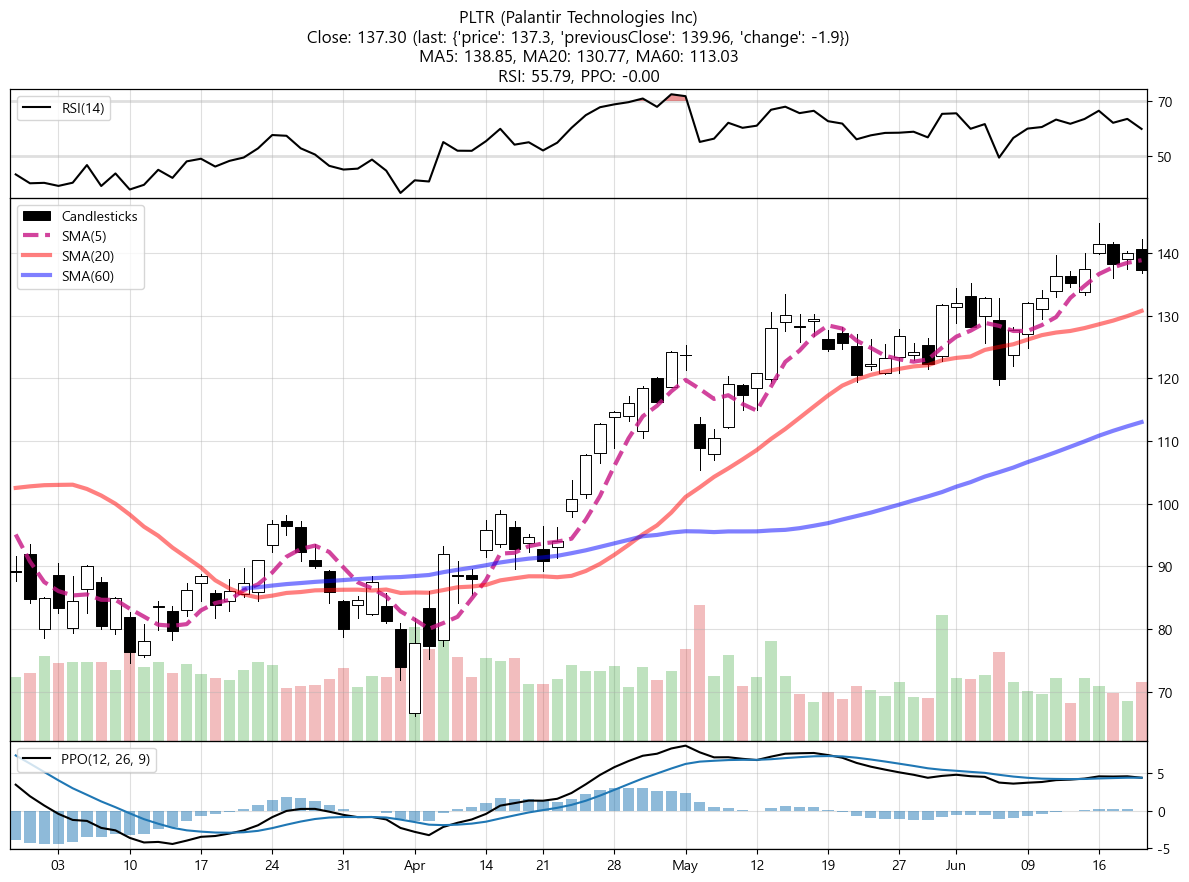 PLTR (Palantir Technologies Inc)
Close: 137.30 (last: {'price': 137.3, 'previousClose': 139.96, 'change': -1.9})
MA5: 138.85, MA20: 130.77, MA60: 113.03
RSI: 55.79, PPO: -0.00
RSI(14)
70
50
Candlesticks
SMA(5)
SMA(20)
SMA(60)
140
130
120
110
100
90
80
70
PPO(12, 26, 9)
5
0
-5
03 10 17 24 31 Apr 14 21 28 May 12 19 27 Jun 09 16